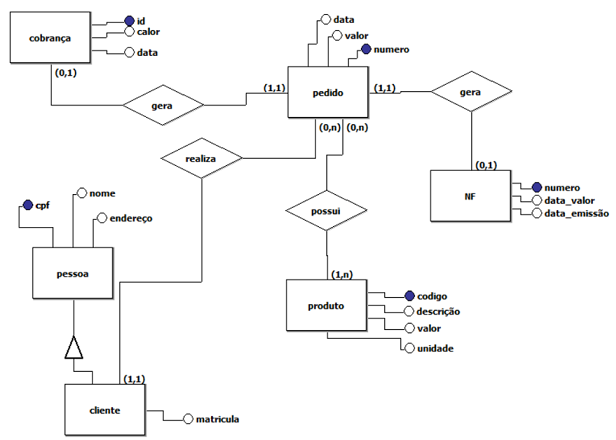 id
cobrança
calor
data
(0,1)
gera
(1,1)
data
valor
numero
pedido
(1,1)
(0,n)
(0,n)
gera
realiza
(0,1)
NF
numero
data_valor
data_emissão
cpf
nome
endereço
pessoa
possui
(1,n)
produto
codigo
descrição
valor
unidade
(1,1)
cliente
matricula